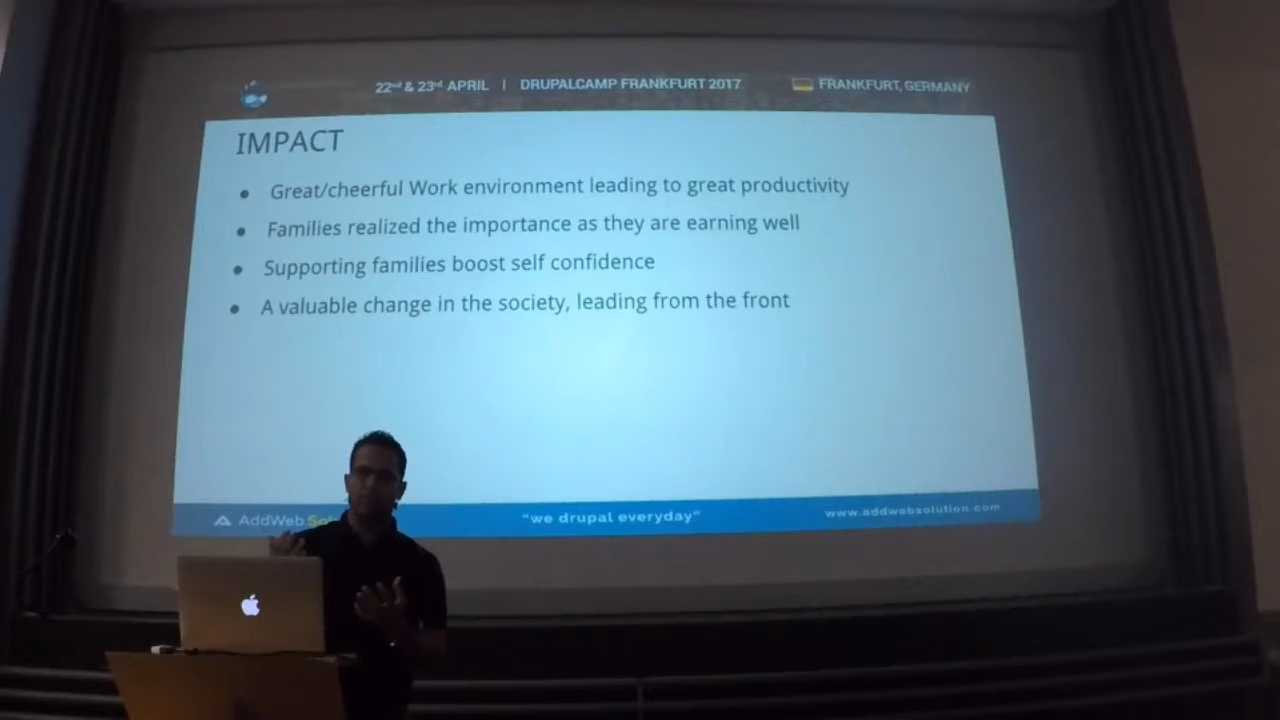 22nd & 23rd APRIL | DRUPALCAMP FRANKFURT 2017 FRANKFURT, GERMANY
IMPACT
● Great/cheerful Work environment leading to great productivity
● Families realized the importance as they are earning well
● Supporting families boost self confidence
● A valuable change in the society, leading from the front
AddWeb "we drupal everyday" www.addwebsolution.com